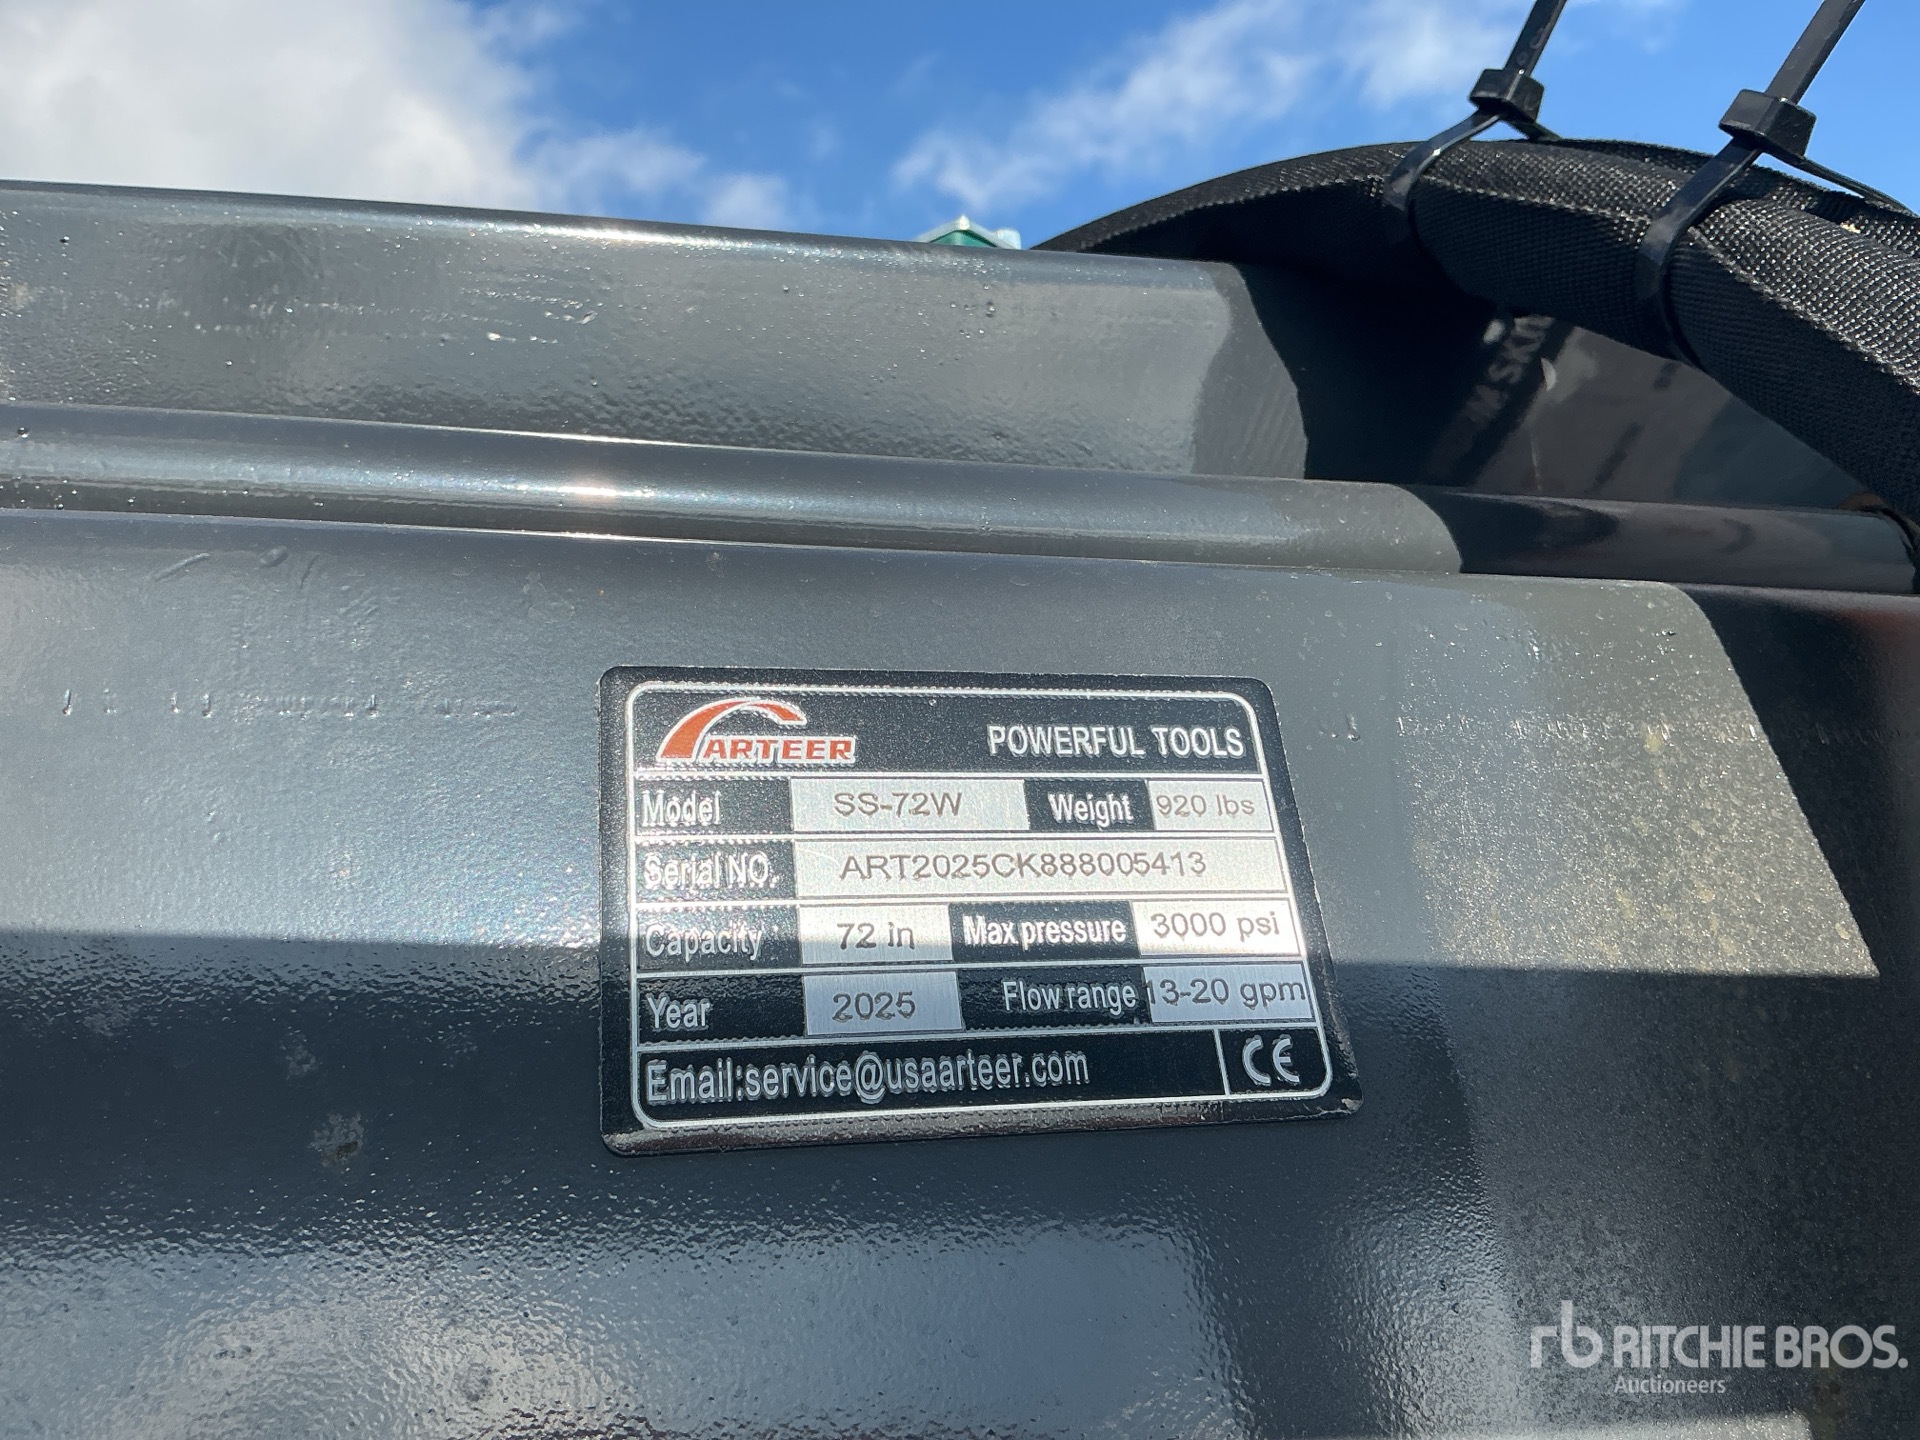 ARTEER POWERFUL TOOLS
Model SS-72W Weight 920 lbs
Serial NO. ART2025CK888005413
Capacity 72 in Max pressure 3000 psi
Year 2025 Flow range 13-20 gpm
Email:service@usaarteer.com CE
rb RITCHIE BROS.
Auctioneers